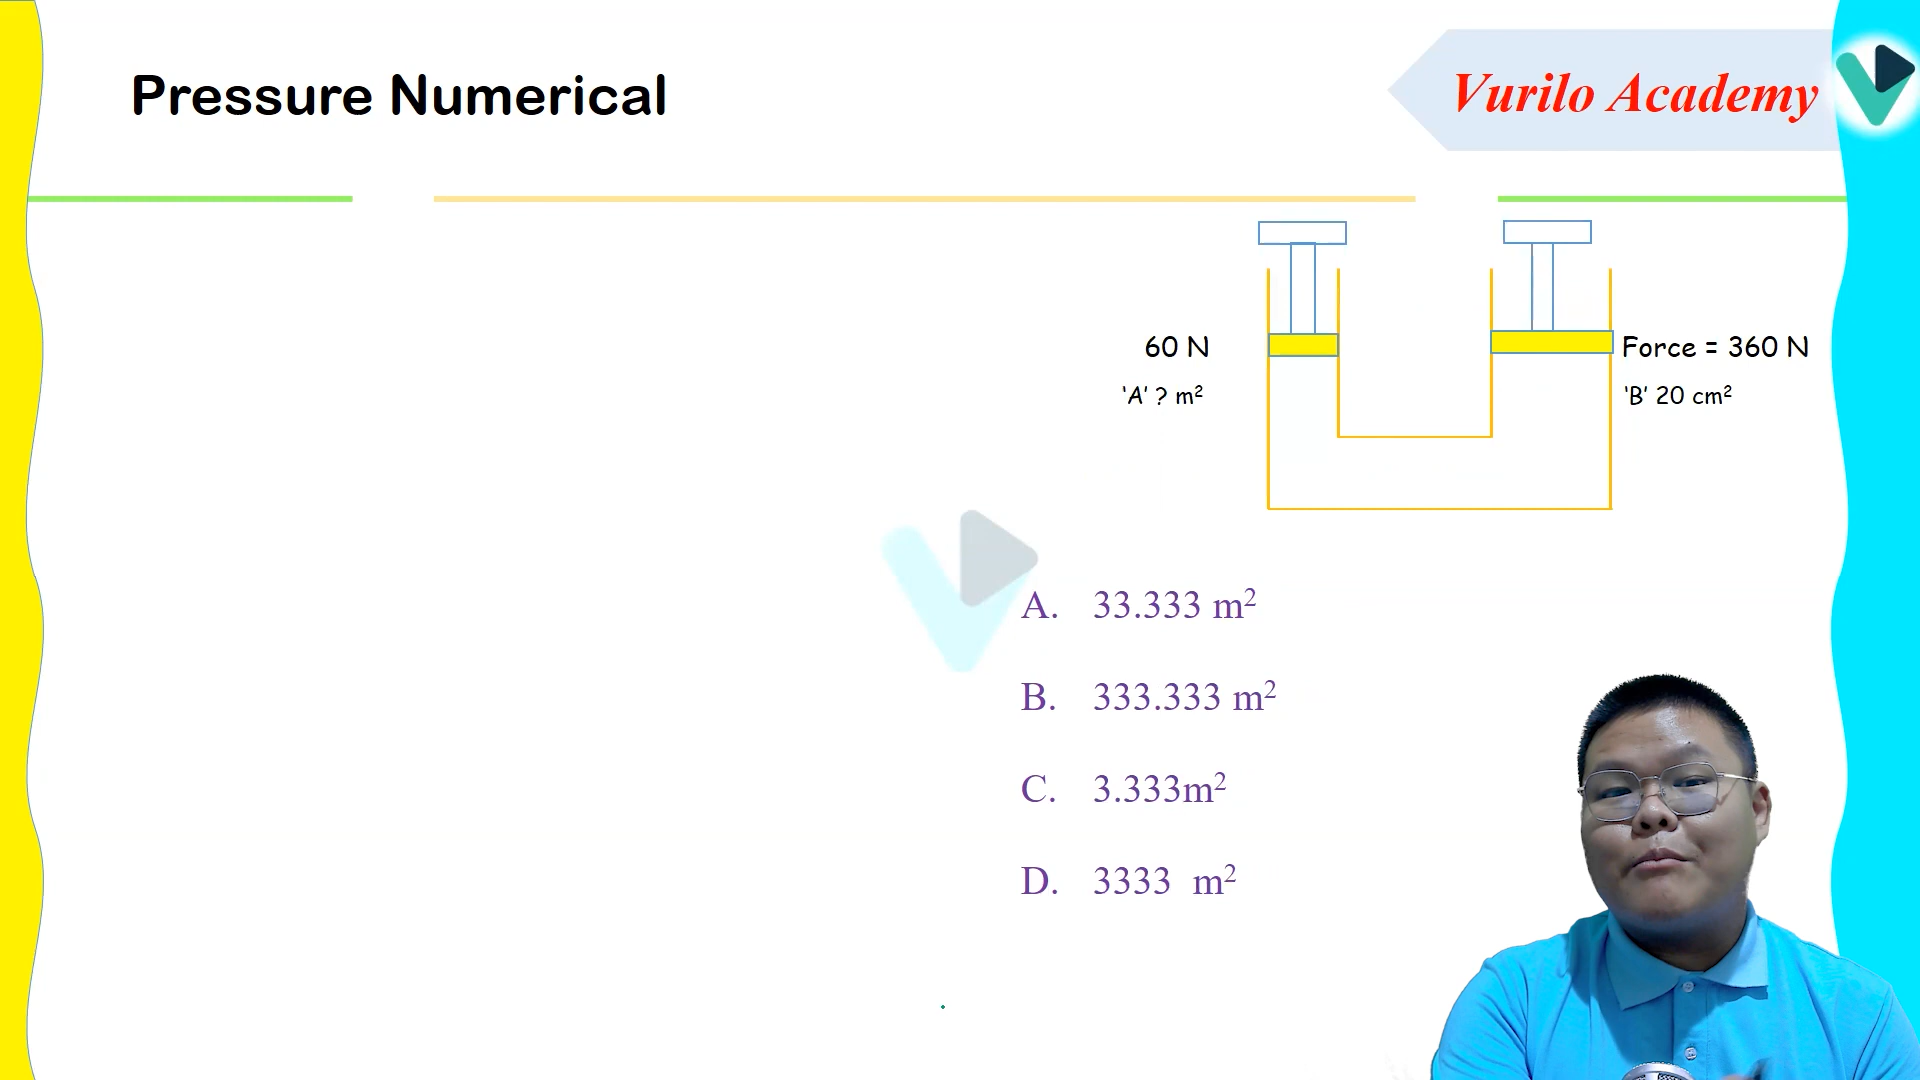 Pressure Numerical
Vurilo Academy
60 N
Force = 360 N
‘A’ ? m²
‘B’ 20 cm²
A. 33.333 m²
B. 333.333 m²
C. 3.333m²
D. 3333 m²